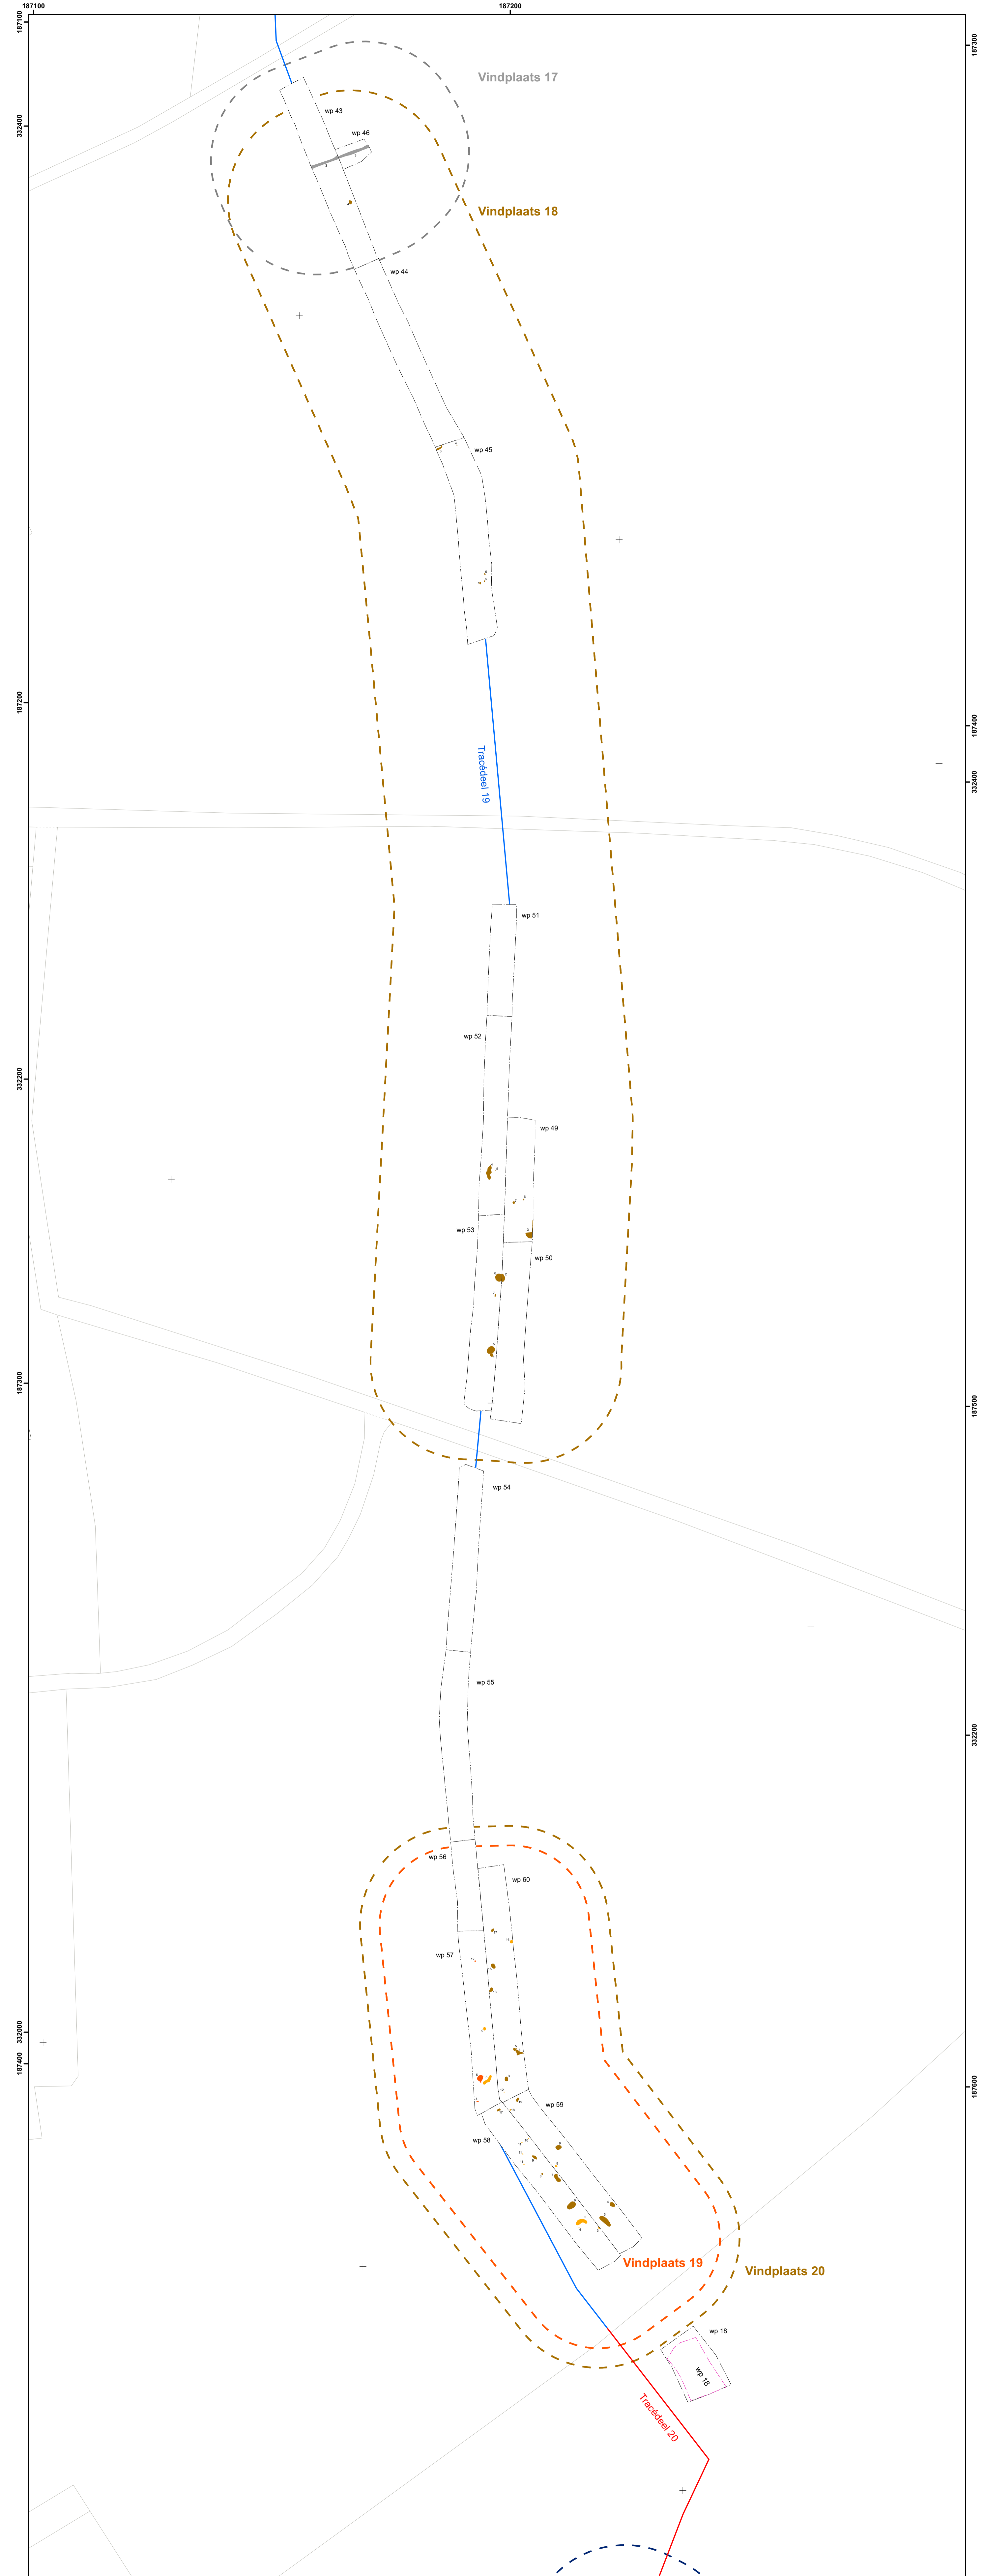 187100
187200
187100
187300
Vindplaats 17
wp 43
332400
wp 46
Vindplaats 18
wp 44
wp 45
187200
187400
Tracédeel 19
332400
wp 51
wp 52
332200
wp 49
wp 53
wp 50
187300
187500
wp 54
wp 55
332200
wp 56
wp 60
wp 57
332000
187400
187600
wp 59
wp 58
Vindplaats 19
Vindplaats 20
wp 18
wp 18
Tracédeel 20